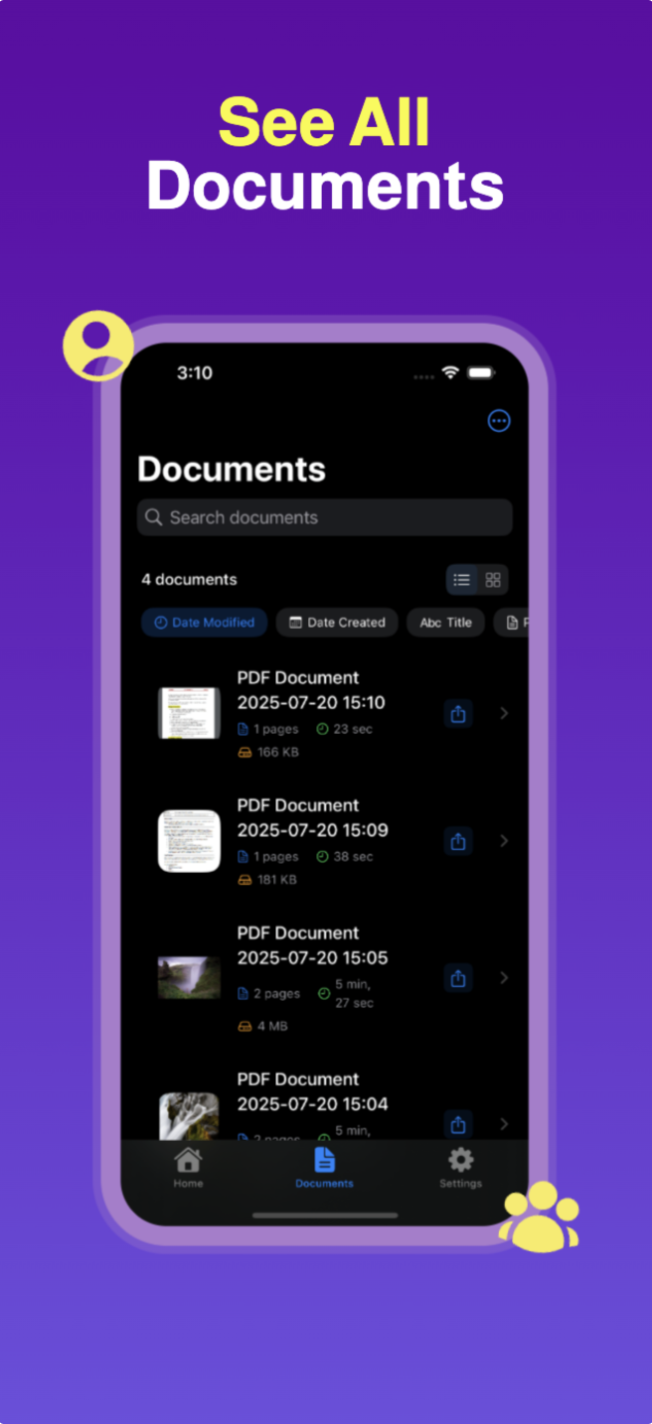 See All
Documents
3:10
Documents
Search documents
4 documents
Date Modified
Date Created
Abc Title
PDF Document
2025-07-20 15:10
1 pages
23 sec
166 KB
PDF Document
2025-07-20 15:09
1 pages
38 sec
181 KB
PDF Document
2025-07-20 15:05
2 pages
5 min,
27 sec
4 MB
PDF Document
2025-07-20 15:04
2 pages
5 min,
Home
Documents
Settings